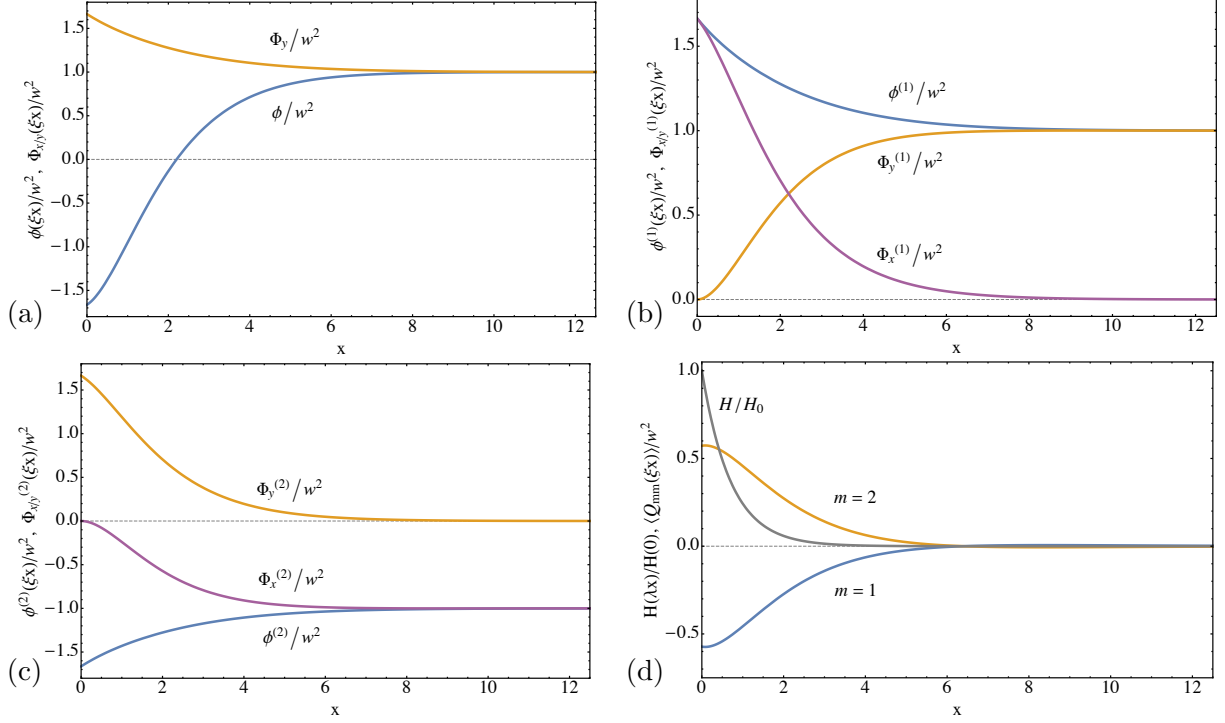 (a)
ϕ(ξx)/w², Φx/y(ξx)/w²
1.5
1.0
0.5
0.0
−0.5
−1.0
−1.5
Φy/w²
ϕ/w²
0 2 4 6 8 10 12
x
(b)
ϕ⁽¹⁾(ξx)/w², Φx/y⁽¹⁾(ξx)/w²
1.5
1.0
0.5
0.0
ϕ⁽¹⁾/w²
Φy⁽¹⁾/w²
Φx⁽¹⁾/w²
0 2 4 6 8 10 12
x
(c)
ϕ⁽²⁾(ξx)/w², Φx/y⁽²⁾(ξx)/w²
1.5
1.0
0.5
0.0
−0.5
−1.0
−1.5
Φy⁽²⁾/w²
Φx⁽²⁾/w²
ϕ⁽²⁾/w²
0 2 4 6 8 10 12
x
(d)
H(λx)/H(0), ⟨Qmm(ξx)⟩/w²
1.0
0.5
0.0
−0.5
H/H₀
m = 2
m = 1
0 2 4 6 8 10 12
x